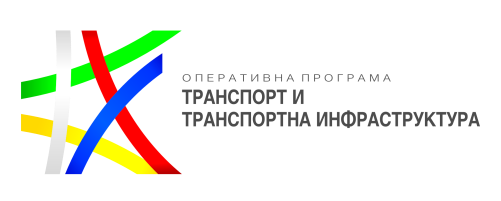 ОПЕРАТИВНА ПРОГРАМА
ТРАНСПОРТ И
ТРАНСПОРТНА ИНФРАСТРУКТУРА